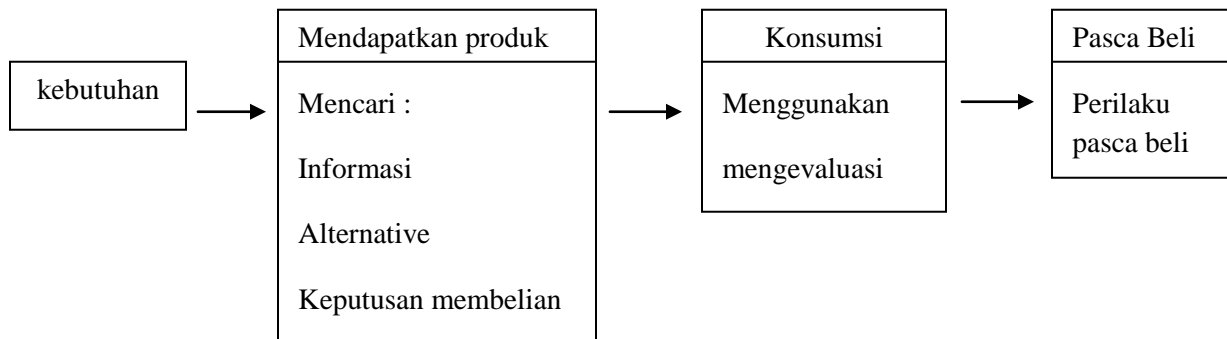 kebutuhan
Mendapatkan produk
Mencari :
Informasi
Alternative
Keputusan membelian
Konsumsi
Menggunakan
mengevaluasi
Pasca Beli
Perilaku
pasca beli